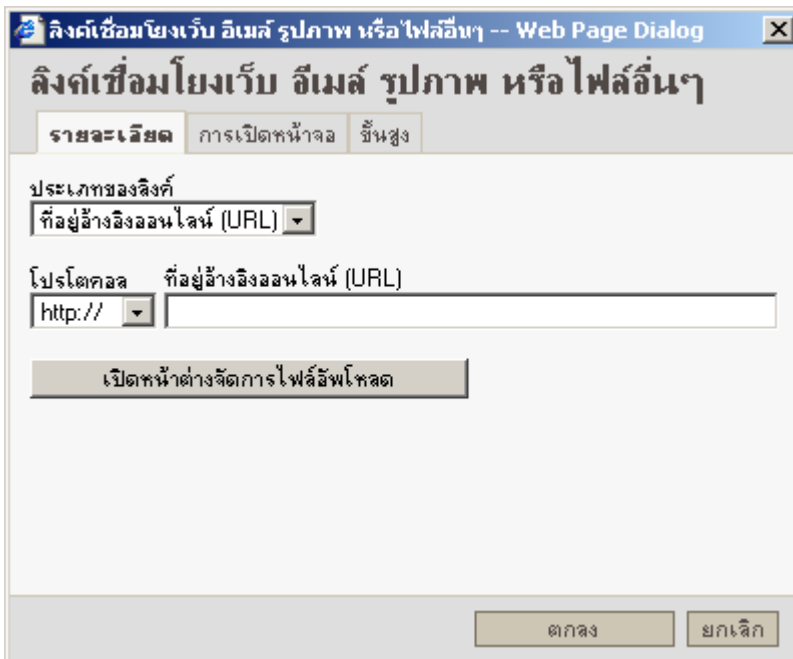 ลิงค์เชื่อมโยงเว็บ อีเมล์ รูปภาพ หรือไฟล์อื่นๆ -- Web Page Dialog
ลิงค์เชื่อมโยงเว็บ อีเมล์ รูปภาพ หรือไฟล์อื่นๆ
รายละเอียด การเปิดหน้าจอ ขั้นสูง
ประเภทของลิงค์
ที่อยู่อ้างอิงออนไลน์ (URL)
โปรโตคอล ที่อยู่อ้างอิงออนไลน์ (URL)
http://
เปิดหน้าต่างจัดการไฟล์อัพโหลด
ตกลง ยกเลิก